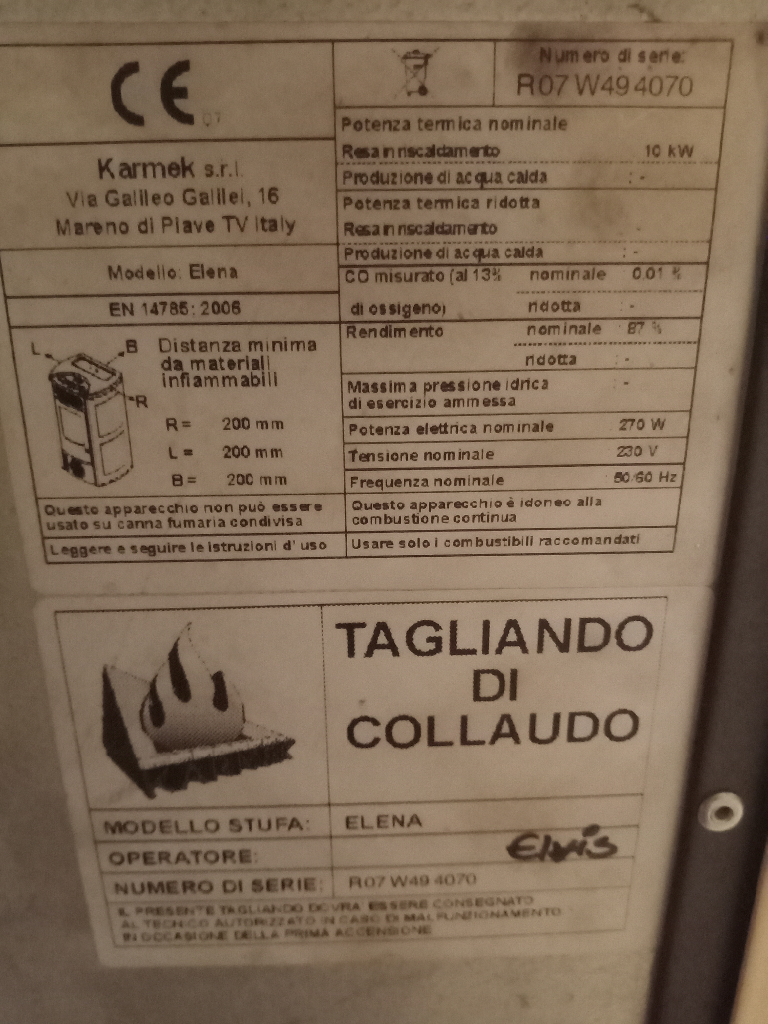 CE 07
Karmek s.r.l.
Via Galileo Galilei, 16
Mareno di Piave TV Italy
Modello: Elena
EN 14785: 2006
L B R
Distanza minima
da materiali
infiammabili
R = 200 mm
L = 200 mm
B = 200 mm
Questo apparecchio non può essere
usato su canna fumaria condivisa
Leggere e seguire le istruzioni d' uso
Numero di serie:
R07 W49 4070
Potenza termica nominale
Resa in riscaldamento 10 kW
Produzione di acqua calda : -
Potenza termica ridotta
Resa in riscaldamento -
Produzione di acqua calda : -
CO misurato (al 13% nominale 0.01 %
di ossigeno) ridotta : -
Rendimento nominale 87 %
ridotta : -
Massima pressione idrica : -
di esercizio ammessa
Potenza elettrica nominale 270 W
Tensione nominale 230 V
Frequenza nominale 50/60 Hz
Questo apparecchio è idoneo alla
combustione continua
Usare solo i combustibili raccomandati
KARMEK
TAGLIANDO
DI
COLLAUDO
MODELLO STUFA: ELENA
OPERATORE: Elvis
NUMERO DI SERIE: R07 W49 4070
IL PRESENTE TAGLIANDO DOVRA ESSERE CONSEGNATO
AL TECNICO AUTORIZZATO IN CASO DI MALFUNZIONAMENTO
IN OCCASIONE DELLA PRIMA ACCENSIONE